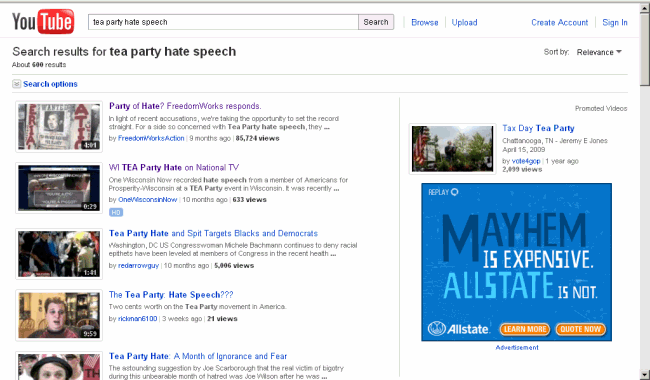 YouTube
tea party hate speech
Search
Browse
Upload
Create Account
Sign In
Search results for tea party hate speech
About 600 results
Sort by: Relevance
Search options
4:01
Party of Hate? FreedomWorks responds.
In light of recent accusations, we're taking the opportunity to set the record
straight. For a side so concerned with Tea Party hate speech, they ...
by FreedomWorksAction | 9 months ago | 85,724 views
0:29
WI TEA Party Hate on National TV
One Wisconsin Now recorded hate speech from a member of Americans for
Prosperity-Wisconsin at a TEA Party event in Wisconsin. It was recently ...
by OneWisconsinNow | 10 months ago | 633 views
HD
1:41
Tea Party Hate and Spit Targets Blacks and Democrats
Washington, DC US Congresswoman Michele Bachmann continues to deny racial
epithets have been leveled at members of Congress in the recent heath ...
by redarrowguy | 10 months ago | 5,006 views
9:59
The Tea Party: Hate Speech???
Two cents worth on the Tea Party movement in America.
by rickman6100 | 3 weeks ago | 21 views
Tea Party Hate: A Month of Ignorance and Fear
The astounding suggestion by Joe Scarborough that the real victim of bigotry
during this unbearable month of hatred was Joe Wilson after he was ...
Promoted Videos
Tax Day Tea Party
Chattanooga, TN - Jeremy E Jones
April 15, 2009
by vote4gop | 1 year ago
2,099 views
REPLAY
MAYHEM
IS EXPENSIVE.
ALLSTATE
IS NOT.
Allstate
LEARN MORE
QUOTE NOW
Advertisement